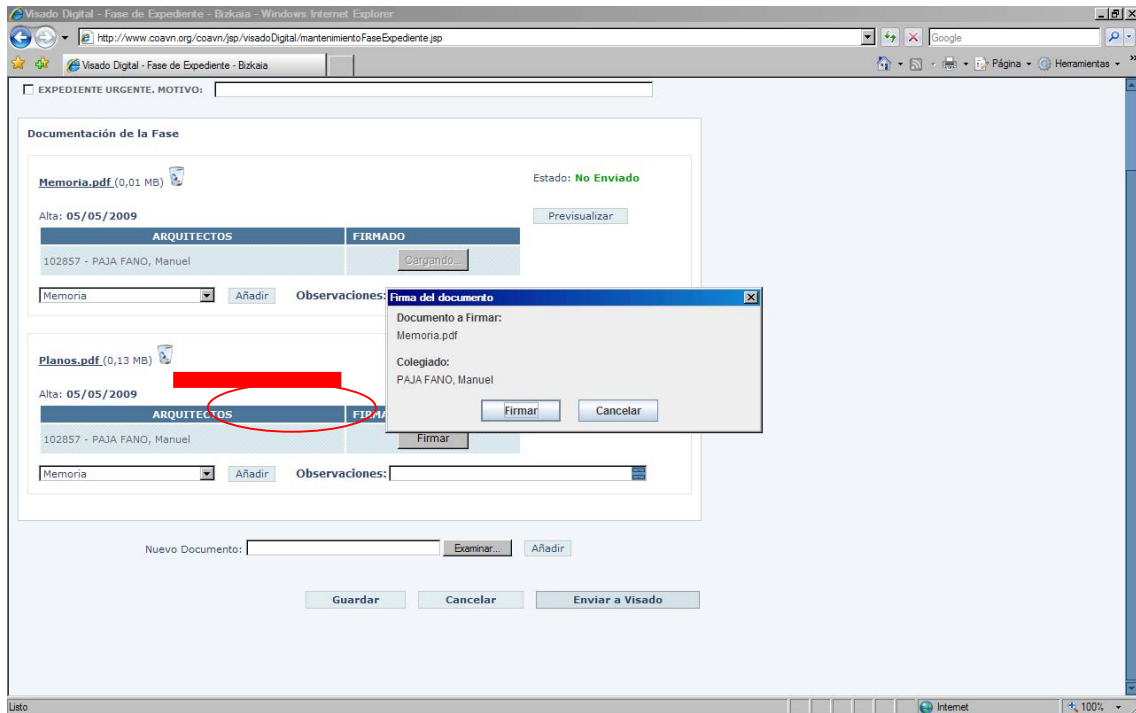 Visado Digital - Fase de Expediente - Bizkaia - Windows Internet Explorer
http://www.coavn.org/coavn/jsp/visadoDigital/mantenimientoFaseExpediente.jsp
Google
Visado Digital - Fase de Expediente - Bizkaia
Página
Herramientas
EXPEDIENTE URGENTE. MOTIVO:
Documentación de la Fase
Memoria.pdf (0,01 MB)
Estado: No Enviado
Alta: 05/05/2009
Previsualizar
ARQUITECTOS FIRMADO
102857 - PAJA FANO, Manuel Cargando...
Memoria Añadir Observaciones:
Firma del documento
Documento a Firmar:
Memoria.pdf
Colegiado:
PAJA FANO, Manuel
Firmar Cancelar
Planos.pdf (0,13 MB)
Alta: 05/05/2009
ARQUITECTOS FIRMA
102857 - PAJA FANO, Manuel Firmar
Memoria Añadir Observaciones:
Nuevo Documento: Examinar... Añadir
Guardar Cancelar Enviar a Visado
Listo Internet 100%